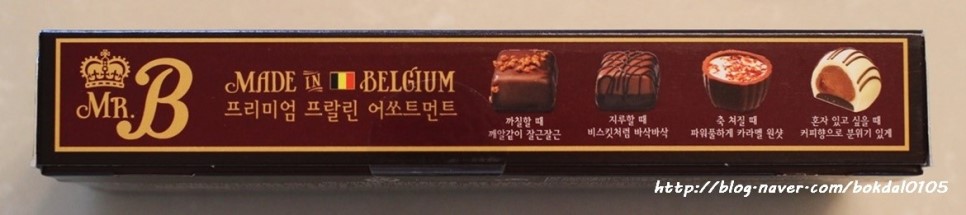 MR. B
MADE IN BELGIUM
프리미엄 프랄린 어쏘트먼트
까칠할 때
깨알같이 잘근잘근
지루할 때
비스킷처럼 바삭바삭
축 쳐질 때
파워풀하게 카라멜 원샷
혼자 있고 싶을 때
커피향으로 분위기 있게
http://blog.naver.com/bokdal0105